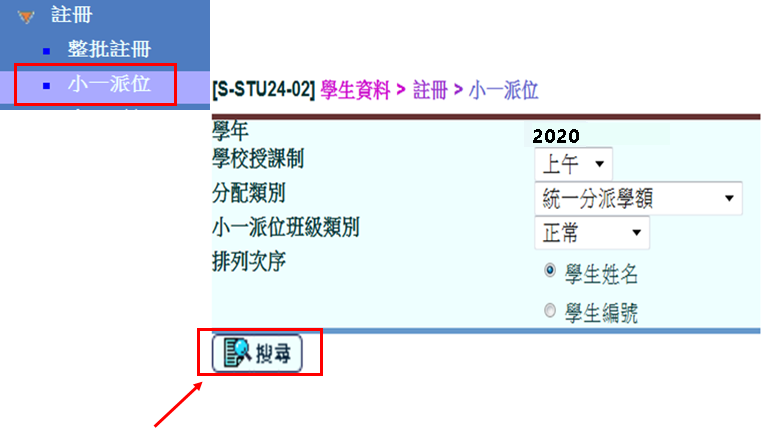 註冊
整批註冊
小一派位
[S-STU24-02] 學生資料 > 註冊 > 小一派位
學年 2020
學校授課制 上午
分配類別 統一分派學額
小一派位班級類別 正常
排列次序 學生姓名
學生編號
搜尋